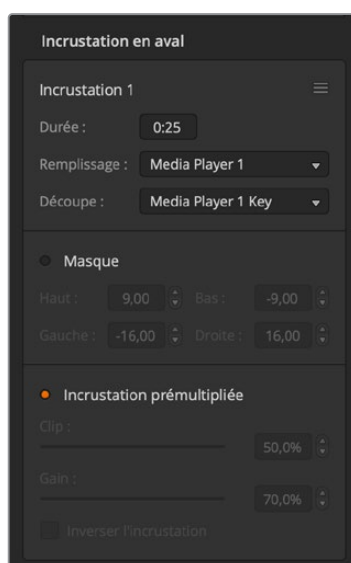 Incrustation en aval
Incrustation 1
Durée : 0:25
Remplissage : Media Player 1
Découpe : Media Player 1 Key
Masque
Haut : 9,00 Bas : -9,00
Gauche : -16,00 Droite : 16,00
Incrustation prémultipliée
Clip :
50,0%
Gain :
70,0%
Inverser l'incrustation